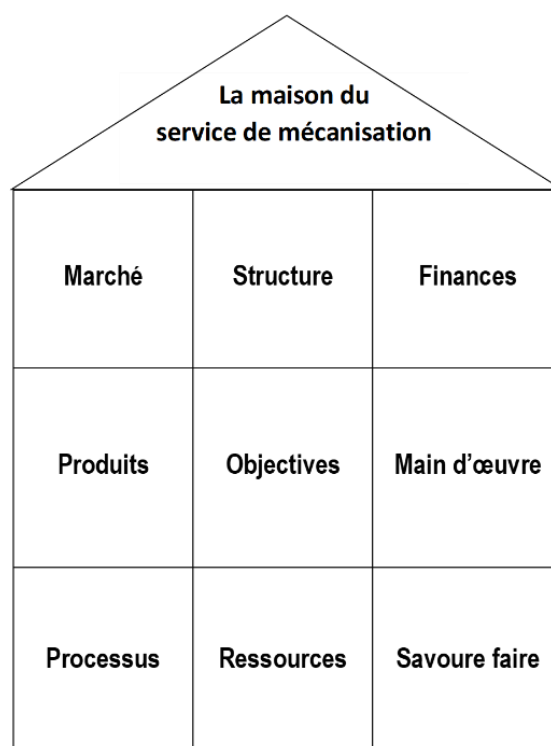 La maison du
service de mécanisation
Marché
Structure
Finances
Produits
Objectives
Main d’œuvre
Processus
Ressources
Savoure faire